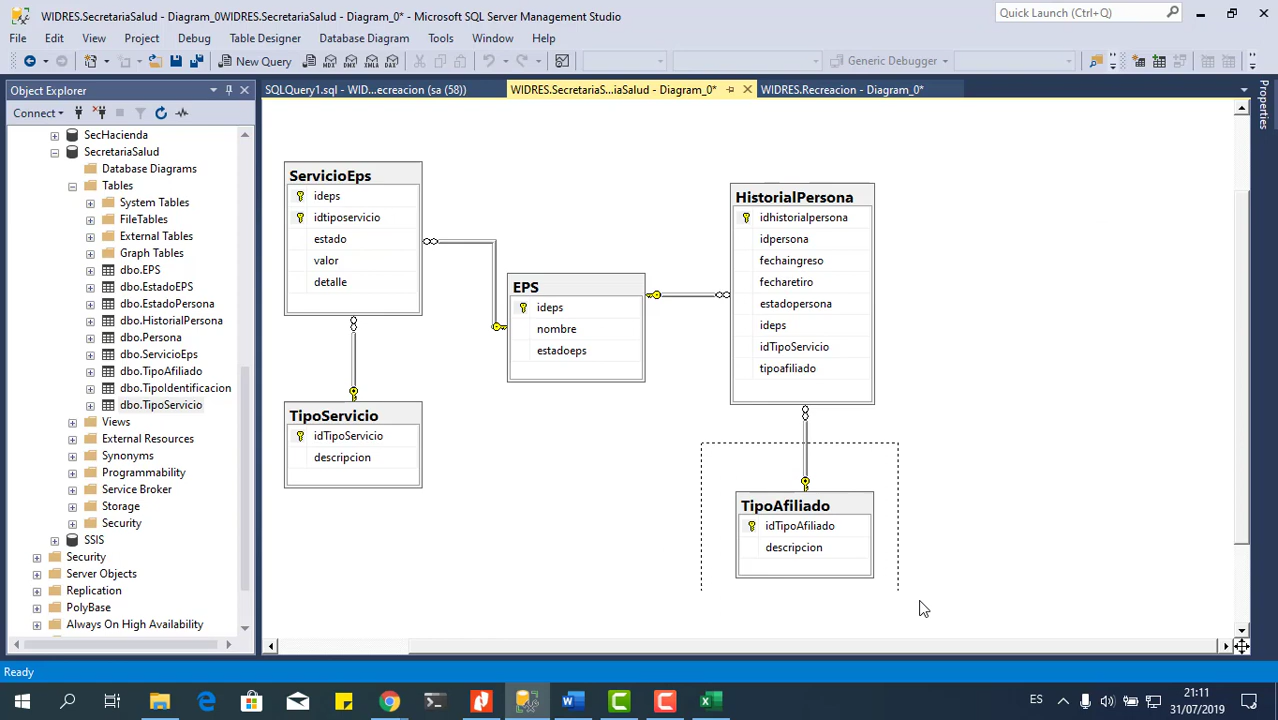 WIDRES.SecretariaSalud - Diagram_0WIDRES.SecretariaSalud - Diagram_0* - Microsoft SQL Server Management Studio
Quick Launch (Ctrl+Q)
File Edit View Project Debug Table Designer Database Diagram Tools Window Help
New Query
MDX DMX XMLA DAX
Generic Debugger
Object Explorer
SQLQuery1.sql - WID...ecreacion (sa (58))
WIDRES.SecretariaS...iaSalud - Diagram_0*
WIDRES.Recreacion - Diagram_0*
Properties
Connect
SecHacienda
SecretariaSalud
Database Diagrams
Tables
System Tables
FileTables
External Tables
Graph Tables
dbo.EPS
dbo.EstadoEPS
dbo.EstadoPersona
dbo.HistorialPersona
dbo.Persona
dbo.ServicioEps
dbo.TipoAfiliado
dbo.TipoIdentificacion
dbo.TipoServicio
Views
External Resources
Synonyms
Programmability
Service Broker
Storage
Security
SSIS
Security
Server Objects
Replication
PolyBase
Always On High Availability
ServicioEps
ideps
idtiposervicio
estado
valor
detalle
TipoServicio
idTipoServicio
descripcion
EPS
ideps
nombre
estadoeps
HistorialPersona
idhistorialpersona
idpersona
fechaingreso
fecharetiro
estadopersona
ideps
idTipoServicio
tipoafiliado
TipoAfiliado
idTipoAfiliado
descripcion
Ready
ES
21:11
31/07/2019